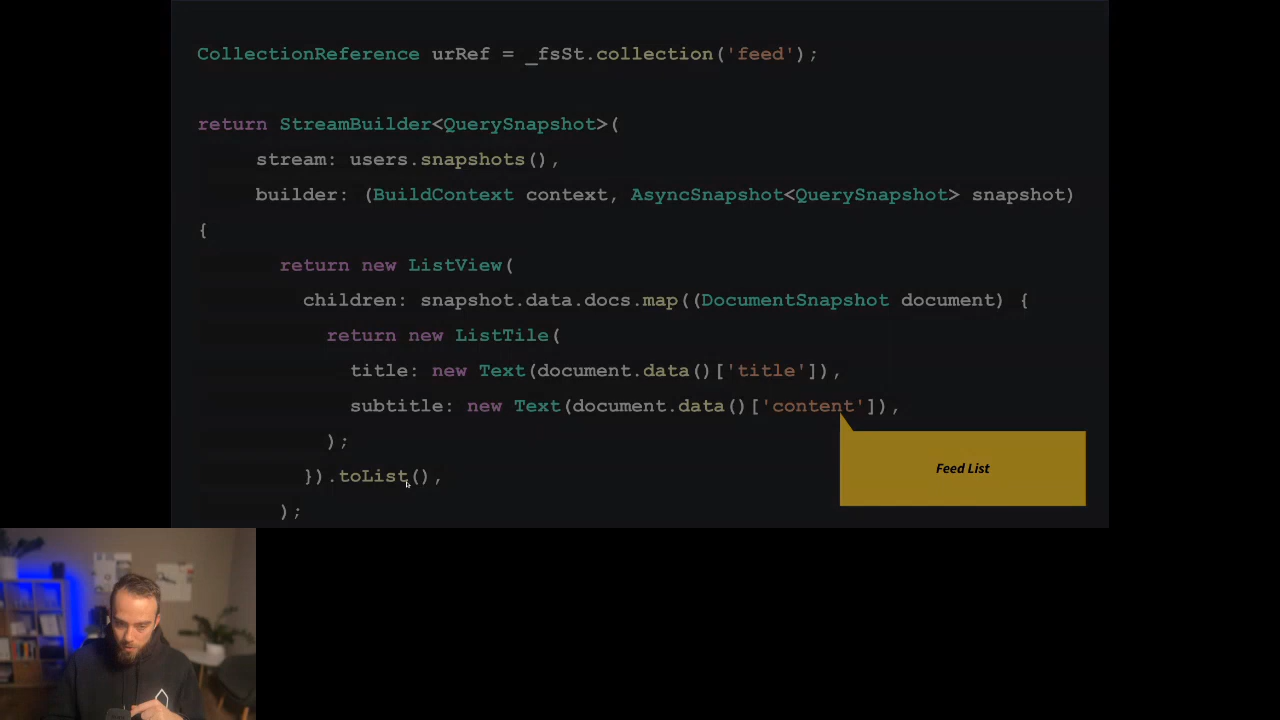 CollectionReference urRef = _fsSt.collection('feed');
return StreamBuilder<QuerySnapshot>(
stream: users.snapshots(),
builder: (BuildContext context, AsyncSnapshot<QuerySnapshot> snapshot)
{
return new ListView(
children: snapshot.data.docs.map((DocumentSnapshot document) {
return new ListTile(
title: new Text(document.data()['title']),
subtitle: new Text(document.data()['content']),
);
Feed List
}).toList(),
);